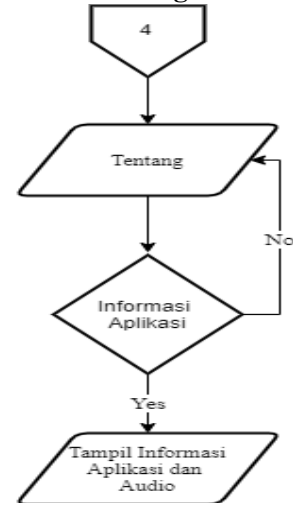 4
Tentang
No
Informasi
Aplikasi
Yes
Tampil Informasi
Aplikasi dan
Audio